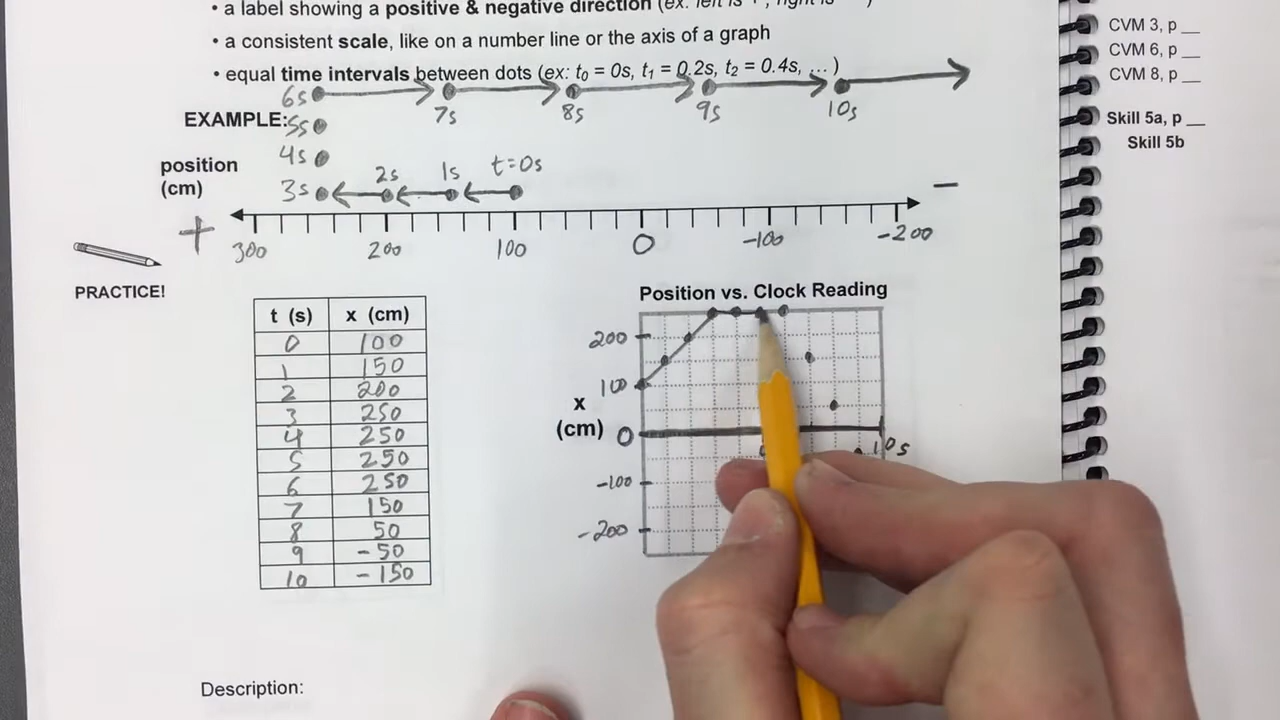 • a label showing a positive & negative direction (ex. left is
• a consistent scale, like on a number line or the axis of a graph
• equal time intervals between dots (ex: t0 = 0s, t1 = 0.2s, t2 = 0.4s, ...)
6s 7s 8s 9s 10s
EXAMPLE: 5s
4s
position (cm)
3s 2s 1s t=0s
+ −
300 200 100 0 -100 -200
PRACTICE!
t (s) x (cm)
0 100
1 150
2 200
3 250
4 250
5 250
6 250
7 150
8 50
9 -50
10 -150
Position vs. Clock Reading
200
100
x (cm)
0 10s
-100
-200
Description:
CVM 3, p __
CVM 6, p __
CVM 8, p __
Skill 5a, p __
Skill 5b